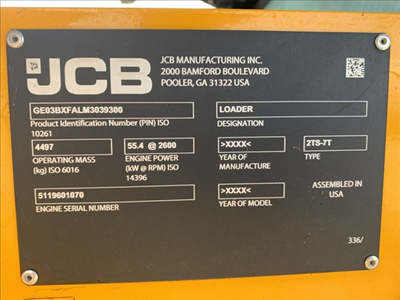 JCB
JCB MANUFACTURING INC.
2000 BAMFORD BOULEVARD
POOLER, GA 31322 USA
GE03BXFALM3039300
Product Identification Number (PIN) ISO
10261
LOADER
DESIGNATION
4497
OPERATING MASS
(kg) ISO 6016
55.4 @ 2600
ENGINE POWER
(kW @ RPM) ISO
14396
>XXXX<
YEAR OF
MANUFACTURE
2TS-7T
TYPE
5119601070
ENGINE SERIAL NUMBER
>XXXX<
YEAR OF MODEL
ASSEMBLED IN
USA
336/